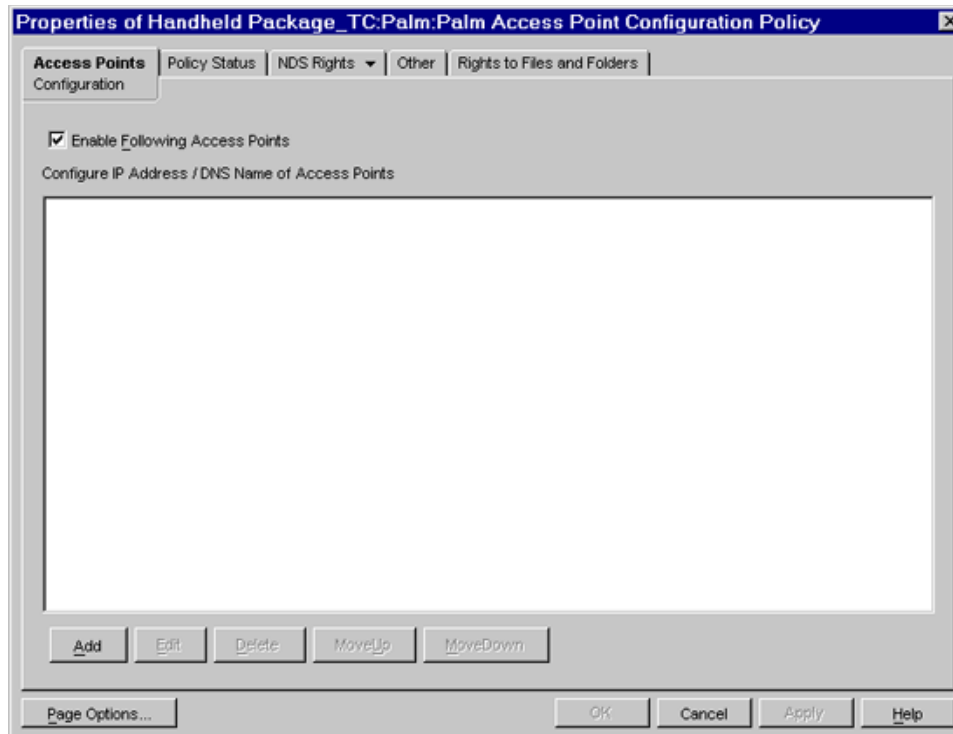 Properties of Handheld Package_TC:Palm:Palm Access Point Configuration Policy
Access Points Policy Status NDS Rights Other Rights to Files and Folders
Configuration
Enable Following Access Points
Configure IP Address / DNS Name of Access Points
Add Edit Delete MoveUp MoveDown
Page Options... OK Cancel Apply Help